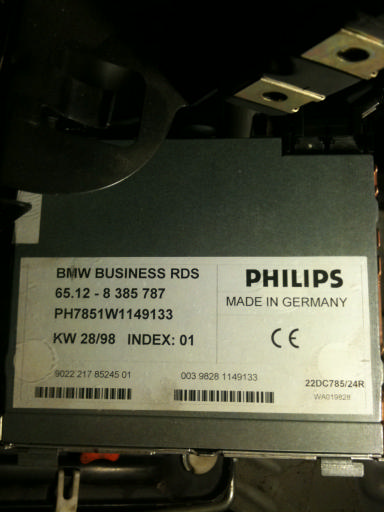 BMW BUSINESS RDS
65.12 - 8 385 787
PH7851W1149133
KW 28/98 INDEX: 01
PHILIPS
MADE IN GERMANY
CE
9022 217 85245 01
003 9828 1149133
22DC785/24R
WA019828